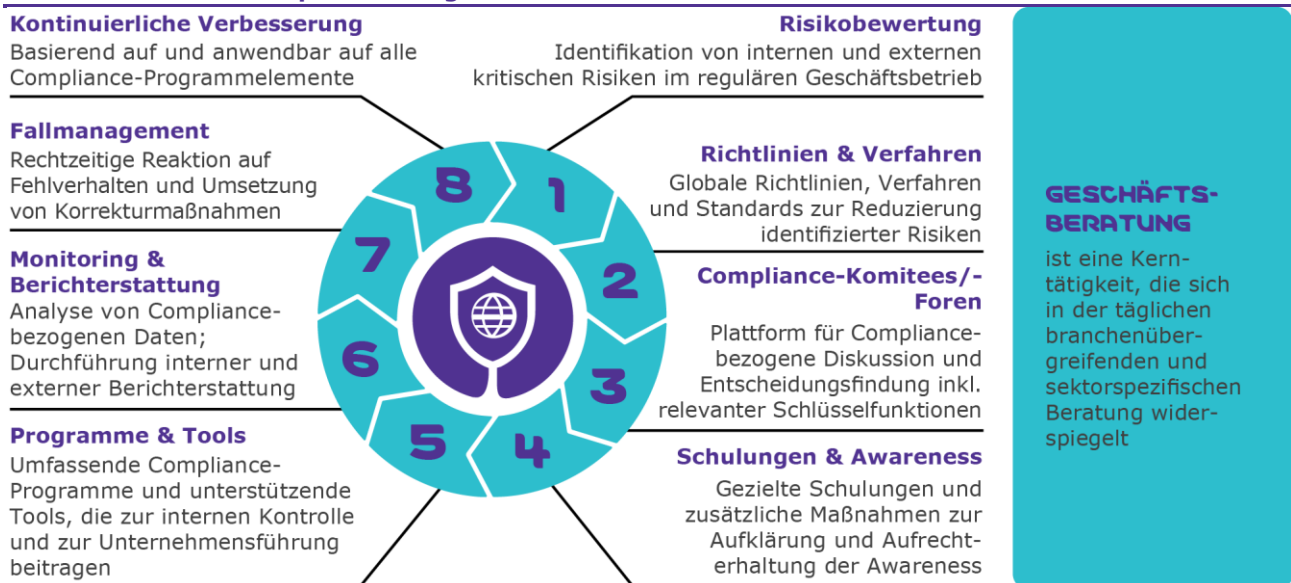 Kontinuierliche Verbesserung
Basierend auf und anwendbar auf alle
Compliance-Programmelemente
Fallmanagement
Rechtzeitige Reaktion auf
Fehlverhalten und Umsetzung
von Korrekturmaßnahmen
Monitoring &
Berichterstattung
Analyse von Compliance-
bezogenen Daten;
Durchführung interner und
externer Berichterstattung
Programme & Tools
Umfassende Compliance-
Programme und unterstützende
Tools, die zur internen Kontrolle
und zur Unternehmensführung
beitragen
8
1
7
2
6
3
5
4
Risikobewertung
Identifikation von internen und externen
kritischen Risiken im regulären Geschäftsbetrieb
Richtlinien & Verfahren
Globale Richtlinien, Verfahren
und Standards zur Reduzierung
identifizierter Risiken
Compliance-Komitees/-
Foren
Plattform für Compliance-
bezogene Diskussion und
Entscheidungsfindung inkl.
relevanter Schlüsselfunktionen
Schulungen & Awareness
Gezielte Schulungen und
zusätzliche Maßnahmen zur
Aufklärung und Aufrecht-
erhaltung der Awareness
GESCHÄFTS-
BERATUNG
ist eine Kern-
tätigkeit, die sich
in der täglichen
branchenüber-
greifenden und
sektorspezifischen
Beratung wider-
spiegelt